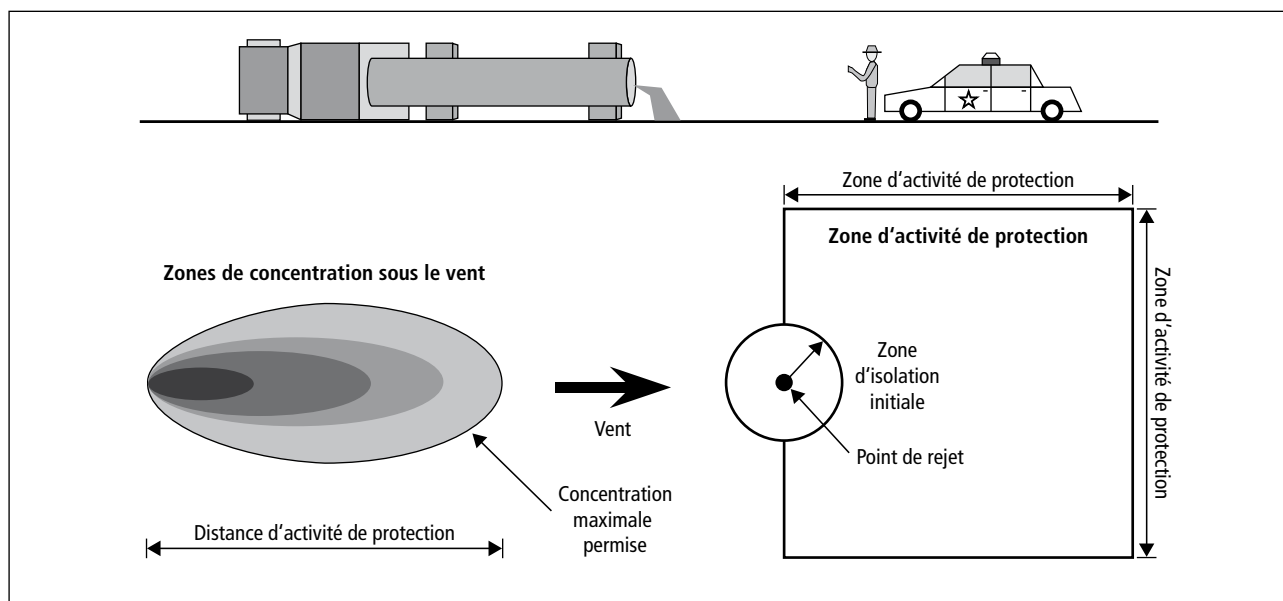 Zone d'activité de protection
Zone d'activité de protection
Zone d'activité de protection
Zones de concentration sous le vent
Zone
d'isolation
initiale
Vent
Point de rejet
Concentration
maximale
permise
Distance d'activité de protection